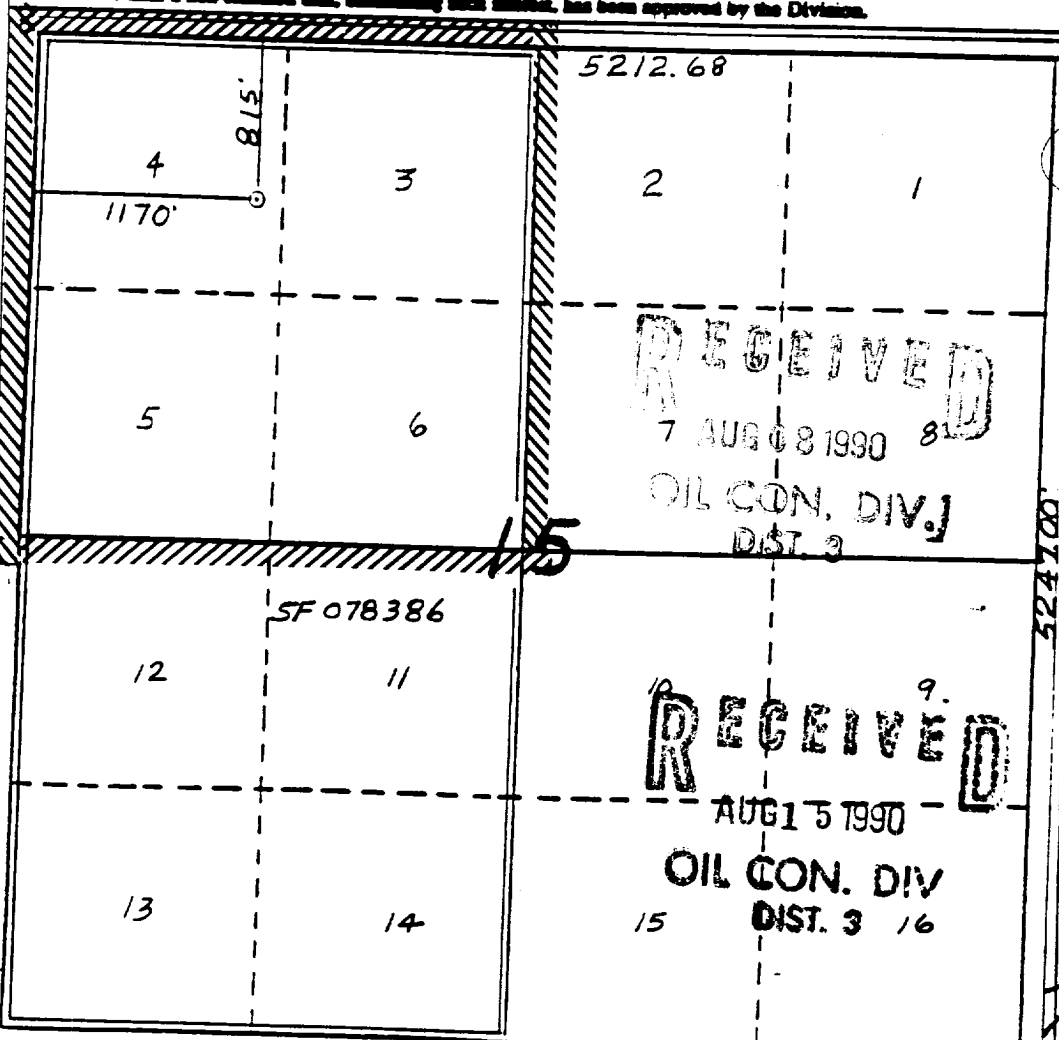 has been approved by the Division.
5212.68
815'
4
3
2
1
1170'
RECEIVED
5
6
7
AUG 08 1990
8
OIL CON. DIV.
DIST. 3
15
5247.00'
SF 078386
12
11
10
9.
RECEIVED
AUG 15 1990
OIL CON. DIV
DIST. 3
13
14
15
16